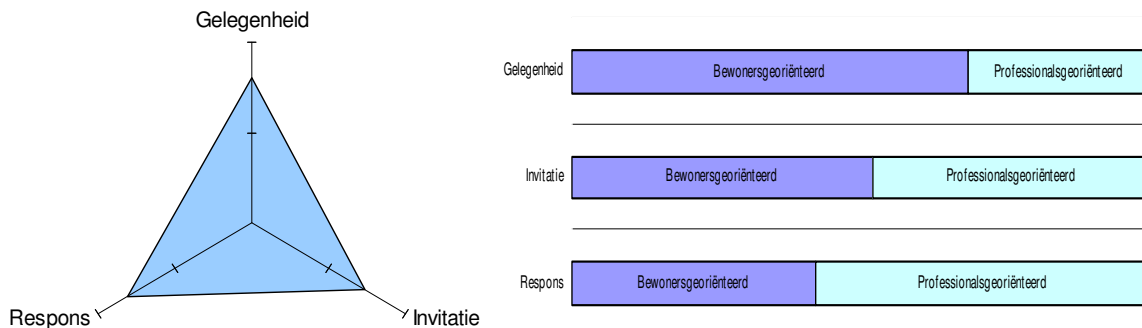 Gelegenheid
Respons
Invitatie
Gelegenheid Bewonersgeoriënteerd Professionalsgeoriënteerd
Invitatie Bewonersgeoriënteerd Professionalsgeoriënteerd
Respons Bewonersgeoriënteerd Professionalsgeoriënteerd